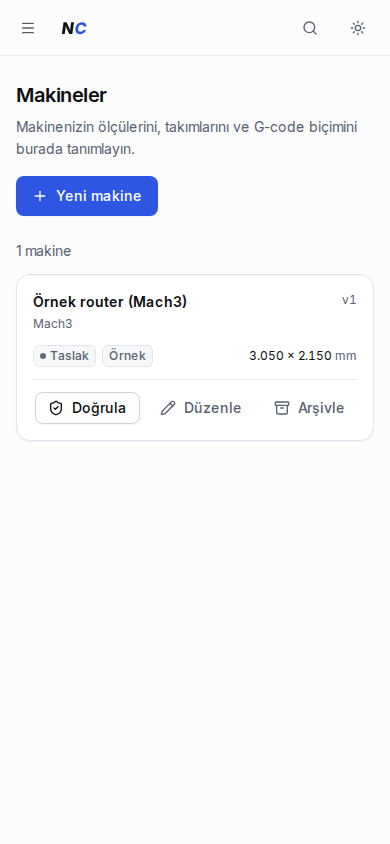 NC
Makineler
Makinenizin ölçülerini, takımlarını ve G-code biçimini
burada tanımlayın.
Yeni makine
1 makine
Örnek router (Mach3) v1
Mach3
Taslak Örnek 3.050 × 2.150 mm
Doğrula Düzenle Arşivle